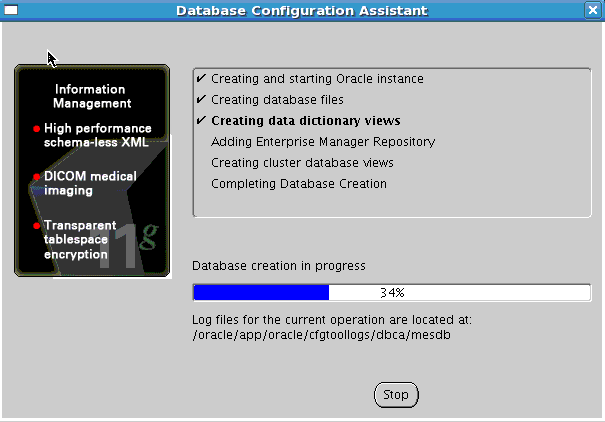 Database Configuration Assistant
Information
Management
High performance
schema-less XML
DICOM medical
imaging
Transparent
tablespace
encryption
11g
Creating and starting Oracle instance
Creating database files
Creating data dictionary views
Adding Enterprise Manager Repository
Creating cluster database views
Completing Database Creation
Database creation in progress
34%
Log files for the current operation are located at:
/oracle/app/oracle/cfgtoollogs/dbca/mesdb
Stop